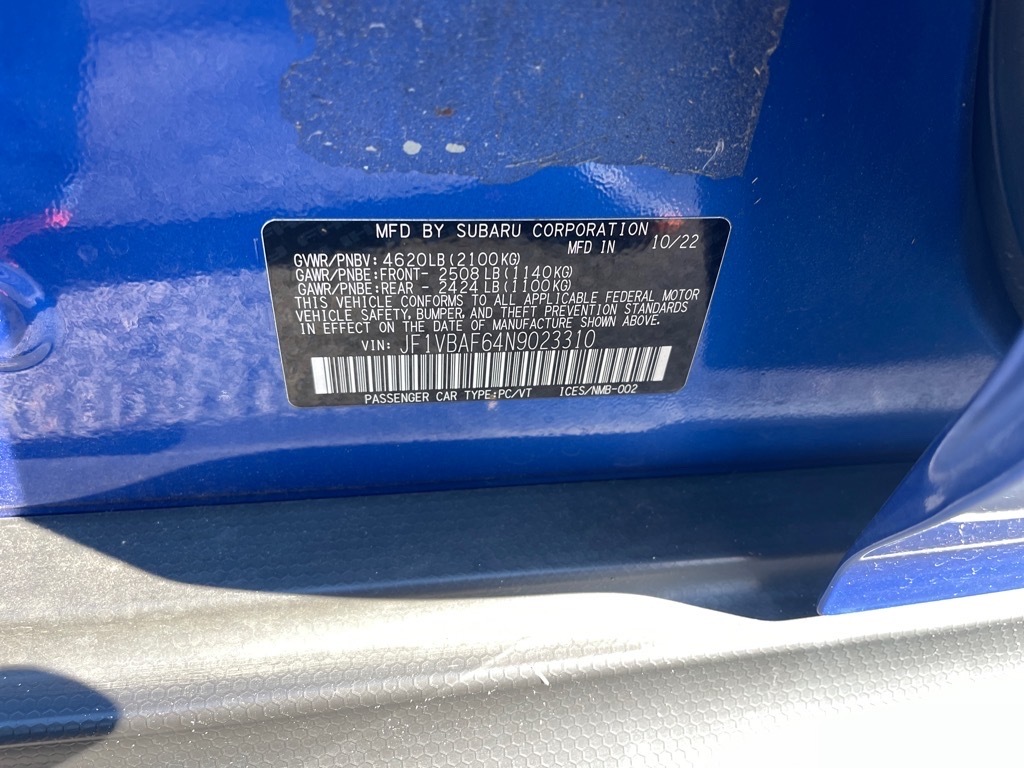 MFD BY SUBARU CORPORATION
MFD IN 10/22
GVWR/PNBV: 4620LB (2100KG)
GAWR/PNBE: FRONT- 2508 LB (1140KG)
GAWR/PNBE: REAR - 2424 LB (1100KG)
THIS VEHICLE CONFORMS TO ALL APPLICABLE FEDERAL MOTOR
VEHICLE SAFETY, BUMPER, AND THEFT PREVENTION STANDARDS
IN EFFECT ON THE DATE OF MANUFACTURE SHOWN ABOVE.
VIN: JF1VBAF64N9023310
PASSENGER CAR TYPE:PC/VT ICES/NMB-002